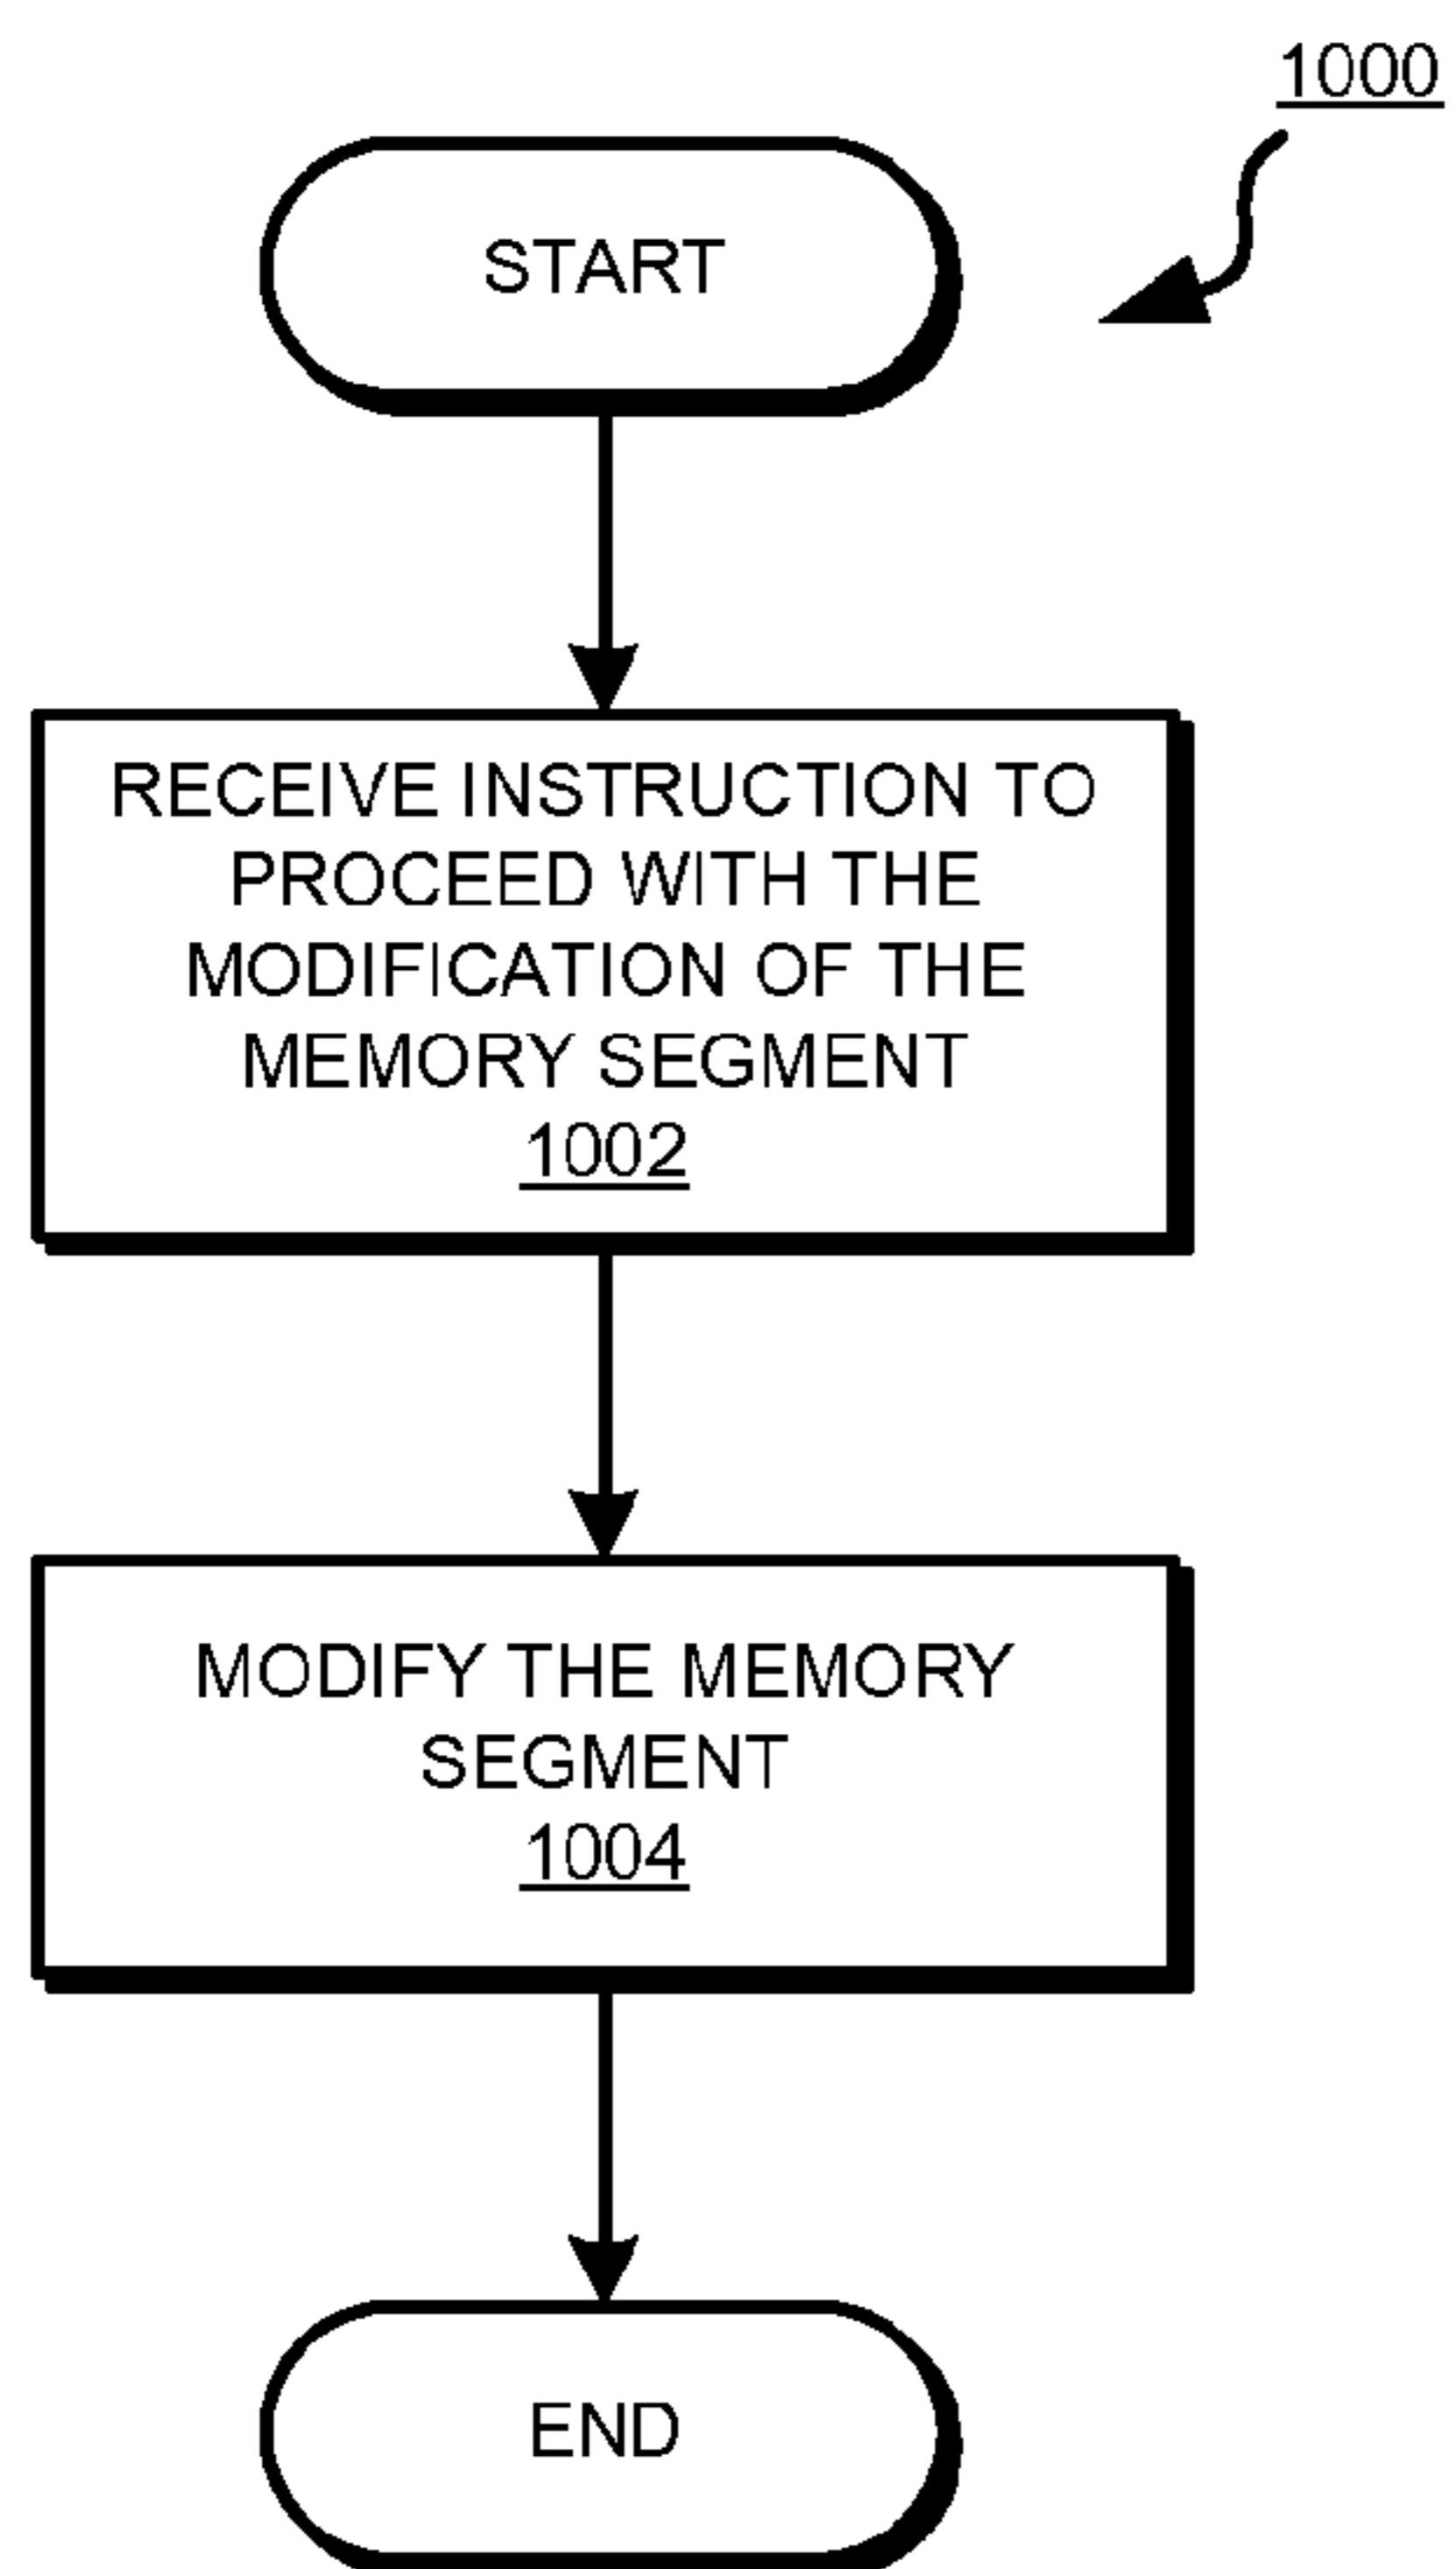 1000
START
RECEIVE INSTRUCTION TO
PROCEED WITH THE
MODIFICATION OF THE
MEMORY SEGMENT
1002
MODIFY THE MEMORY
SEGMENT
1004
END